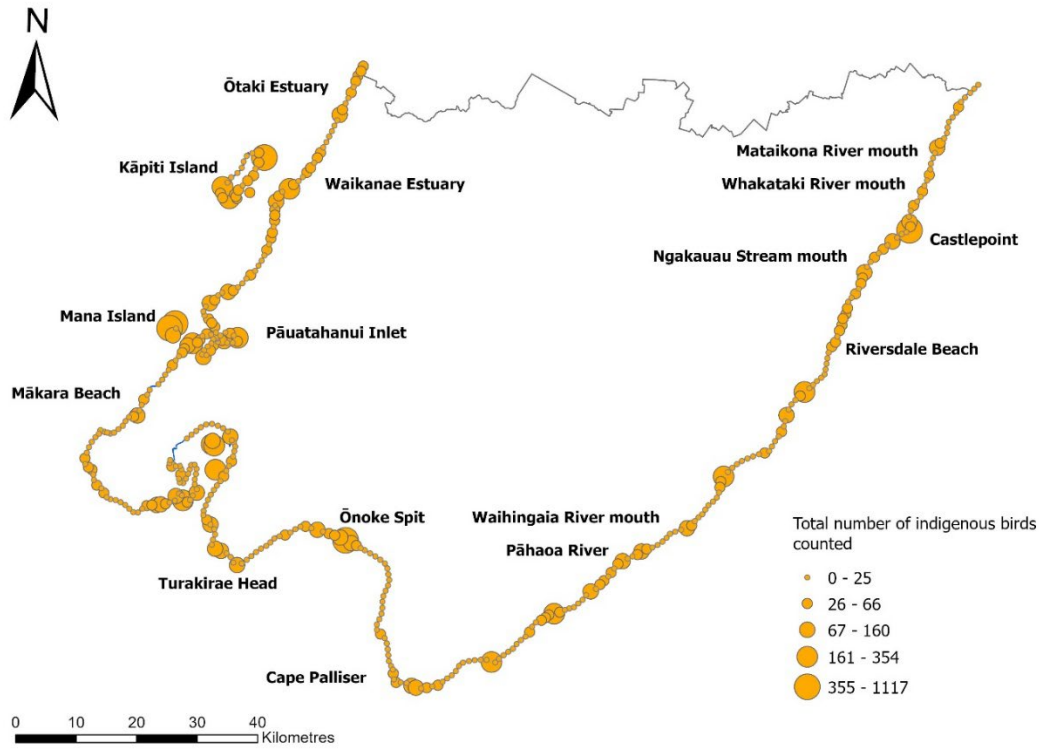 N
Ōtaki Estuary
Kāpiti Island
Waikanae Estuary
Mataikona River mouth
Whakataki River mouth
Castlepoint
Ngakauau Stream mouth
Mana Island
Pāuatahanui Inlet
Riversdale Beach
Mākara Beach
Ōnoke Spit
Waihingaia River mouth
Pāhaoa River
Turakirae Head
Cape Palliser
Total number of indigenous birds
counted
0 - 25
26 - 66
67 - 160
161 - 354
355 - 1117
0 10 20 30 40
Kilometres